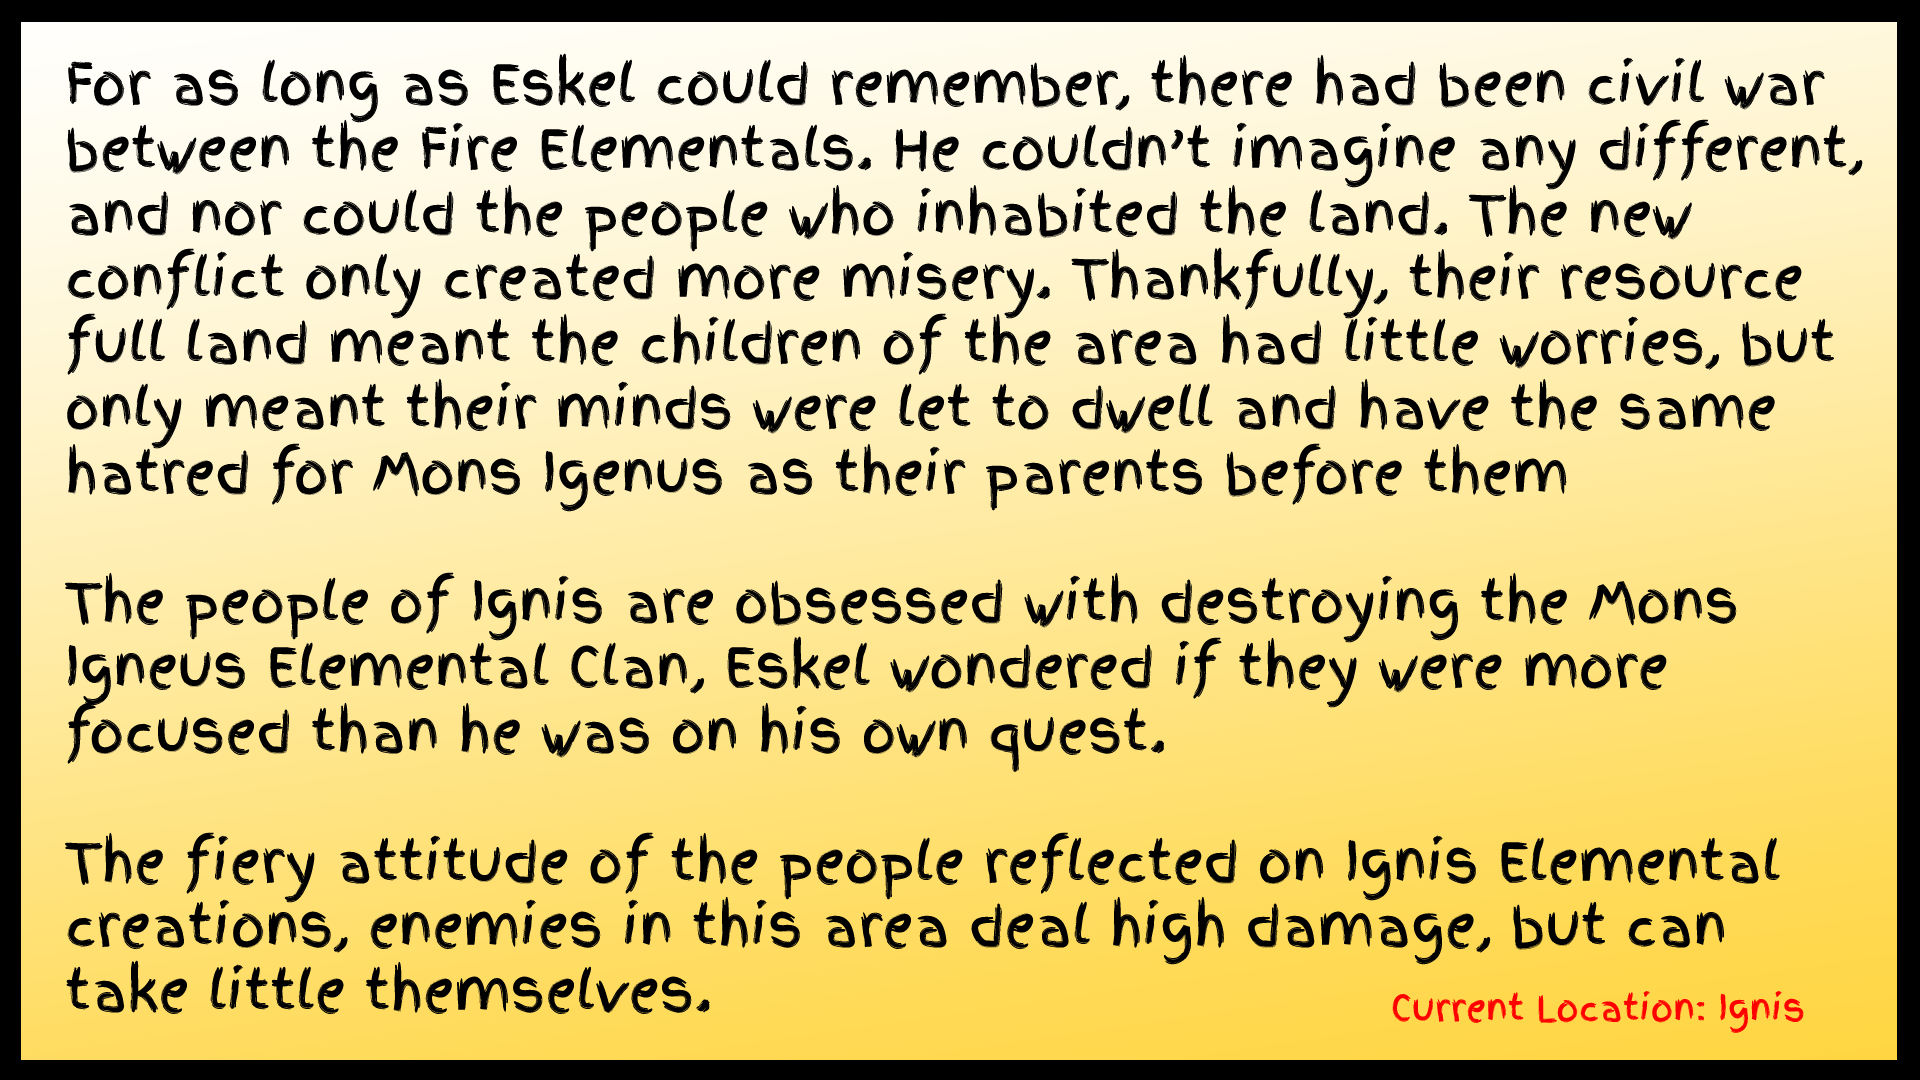 For as long as Eskel could remember, there had been civil war
between the Fire Elementals. He couldn't imagine any different,
and nor could the people who inhabited the land. The new
conflict only created more misery. Thankfully, their resource
full land meant the children of the area had little worries, but
only meant their minds were let to dwell and have the same
hatred for Mons Igenus as their parents before them
The people of Ignis are obsessed with destroying the Mons
Igneus Elemental Clan, Eskel wondered if they were more
focused than he was on his own quest.
The fiery attitude of the people reflected on Ignis Elemental
creations, enemies in this area deal high damage, but can
take little themselves.
Current Location: Ignis